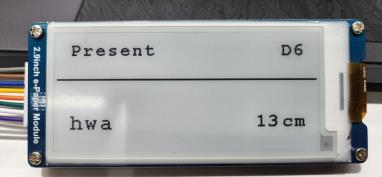 2.9inch e-Paper Module
Present D6
hwa 13cm